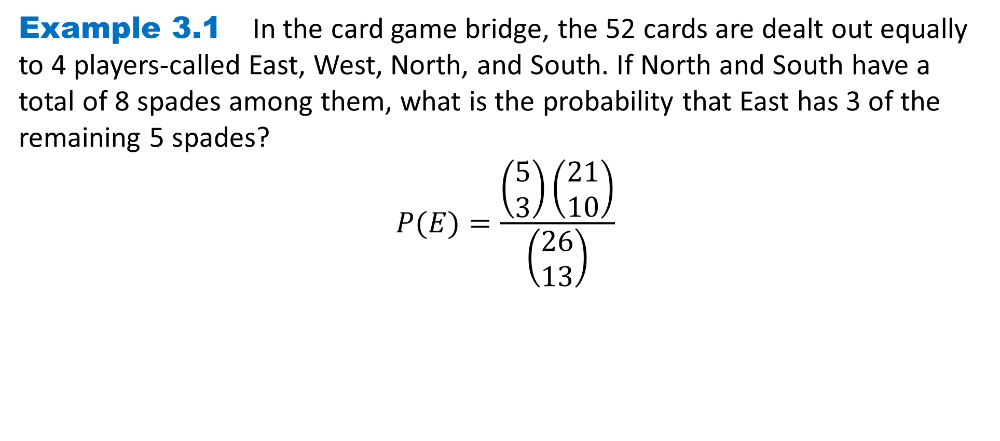 Example 3.1 In the card game bridge, the 52 cards are dealt out equally
to 4 players-called East, West, North, and South. If North and South have a
total of 8 spades among them, what is the probability that East has 3 of the
remaining 5 spades?
$P(E) = \frac{\binom{5}{3}\binom{21}{10}}{\binom{26}{13}}$